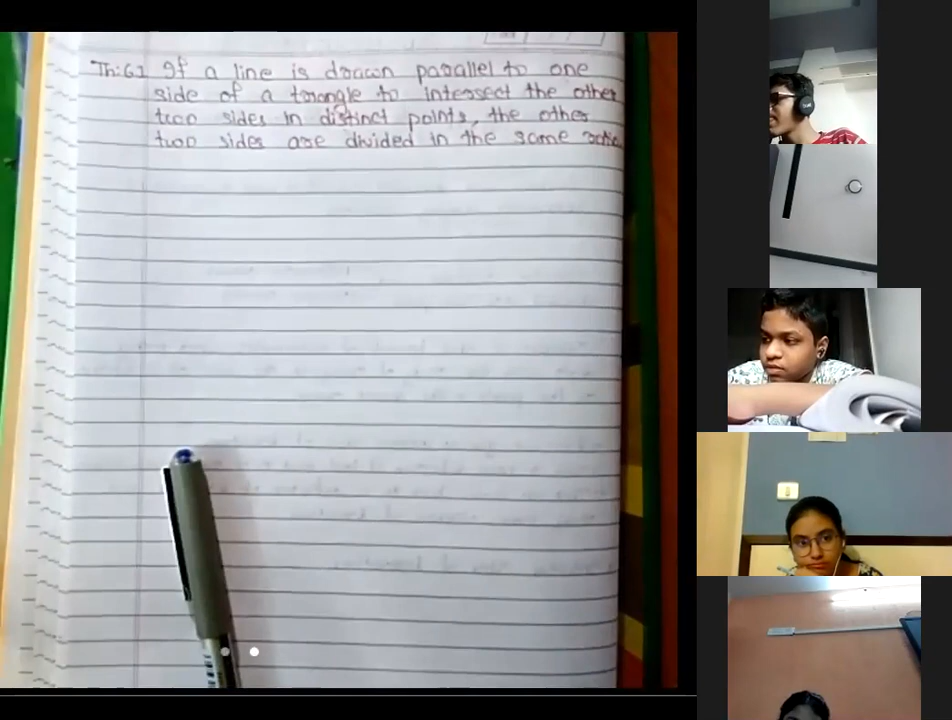 Th:6.1 If a line is drawn parallel to one
side of a triangle to intersect the other
two sides in distinct points, the other
two sides are divided in the same ratio